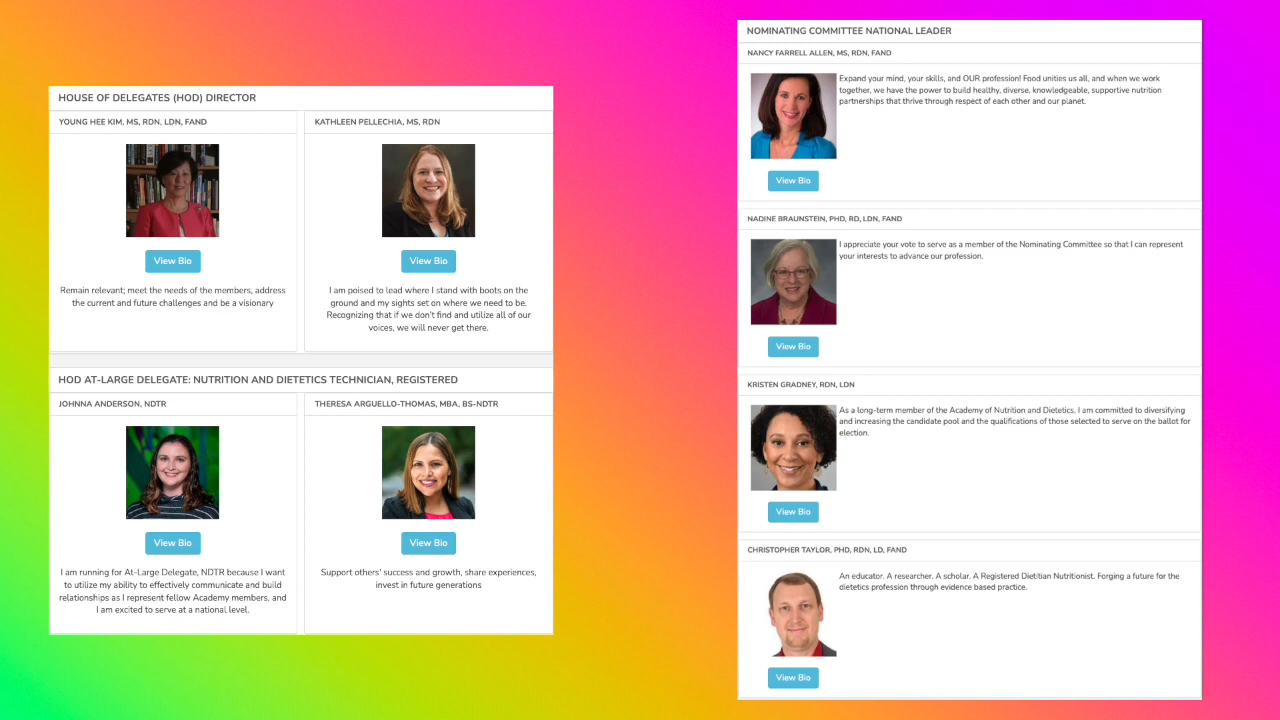 HOUSE OF DELEGATES (HOD) DIRECTOR
YOUNG HEE KIM, MS, RDN, LDN, FAND
View Bio
Remain relevant; meet the needs of the members, address
the current and future challenges and be a visionary
KATHLEEN PELLECHIA, MS, RDN
View Bio
I am poised to lead where I stand with boots on the
ground and my sights set on where we need to be.
Recognizing that if we don't find and utilize all of our
voices, we will never get there.
HOD AT-LARGE DELEGATE: NUTRITION AND DIETETICS TECHNICIAN, REGISTERED
JOHNNA ANDERSON, NDTR
View Bio
I am running for At-Large Delegate, NDTR because I want
to utilize my ability to effectively communicate and build
relationships as I represent fellow Academy members, and
I am excited to serve at a national level.
THERESA ARGUELLO-THOMAS, MBA, BS-NDTR
View Bio
Support others' success and growth, share experiences,
invest in future generations
NOMINATING COMMITTEE NATIONAL LEADER
NANCY FARRELL ALLEN, MS, RDN, FAND
Expand your mind, your skills, and OUR profession! Food unities us all, and when we work
together, we have the power to build healthy, diverse, knowledgeable, supportive nutrition
partnerships that thrive through respect of each other and our planet.
View Bio
NADINE BRAUNSTEIN, PHD, RD, LDN, FAND
I appreciate your vote to serve as a member of the Nominating Committee so that I can represent
your interests to advance our profession.
View Bio
KRISTEN GRADNEY, RDN, LDN
As a long-term member of the Academy of Nutrition and Dietetics, I am committed to diversifying
and increasing the candidate pool and the qualifications of those selected to serve on the ballot for
election.
View Bio
CHRISTOPHER TAYLOR, PHD, RDN, LD, FAND
An educator. A researcher. A scholar. A Registered Dietitian Nutritionist. Forging a future for the
dietetics profession through evidence based practice.
View Bio